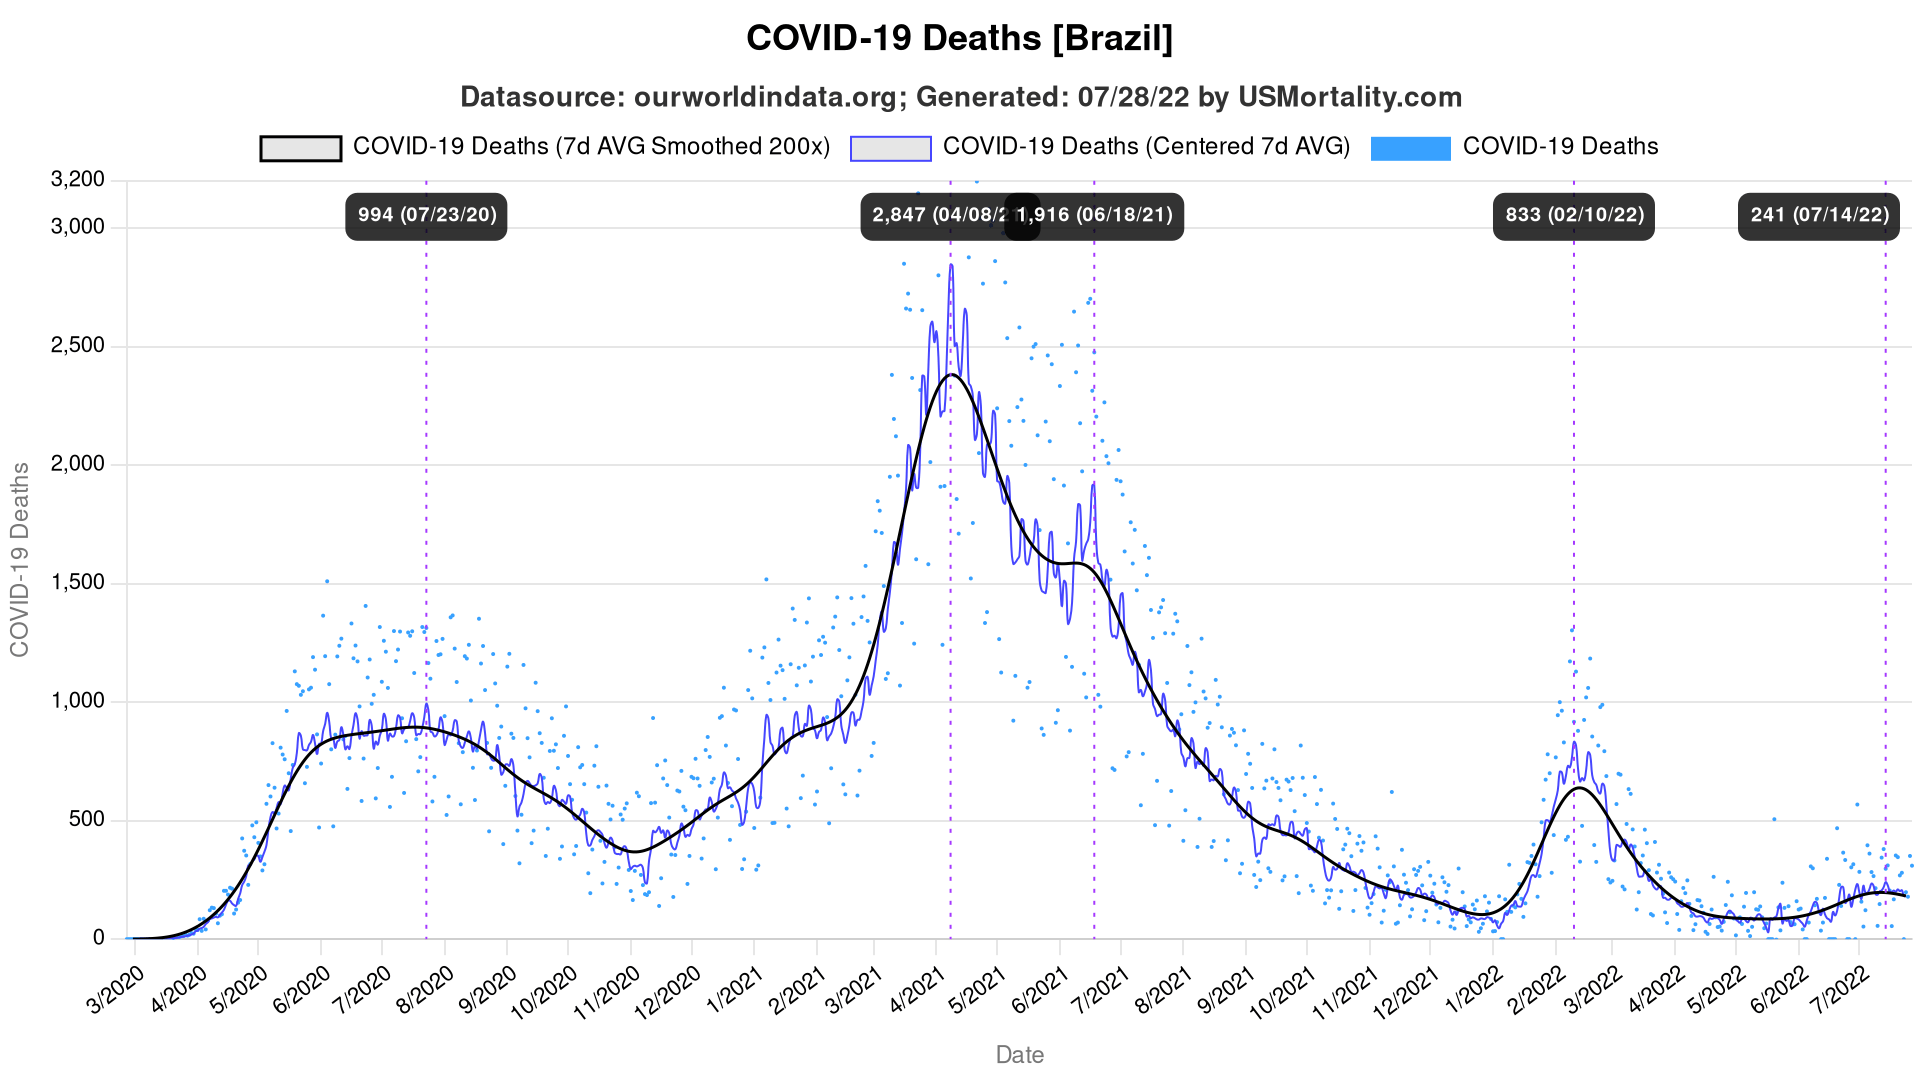 COVID-19 Deaths [Brazil]
Datasource: ourworldindata.org; Generated: 07/28/22 by USMortality.com
COVID-19 Deaths (7d AVG Smoothed 200x) COVID-19 Deaths (Centered 7d AVG) COVID-19 Deaths
3,200
994 (07/23/20) 2,847 (04/08/21) 1,916 (06/18/21) 833 (02/10/22) 241 (07/14/22)
3,000
2,500
2,000
1,500
1,000
500
0
COVID-19 Deaths
3/2020 4/2020 5/2020 6/2020 7/2020 8/2020 9/2020 10/2020 11/2020 12/2020 1/2021 2/2021 3/2021 4/2021 5/2021 6/2021 7/2021 8/2021 9/2021 10/2021 11/2021 12/2021 1/2022 2/2022 3/2022 4/2022 5/2022 6/2022 7/2022
Date